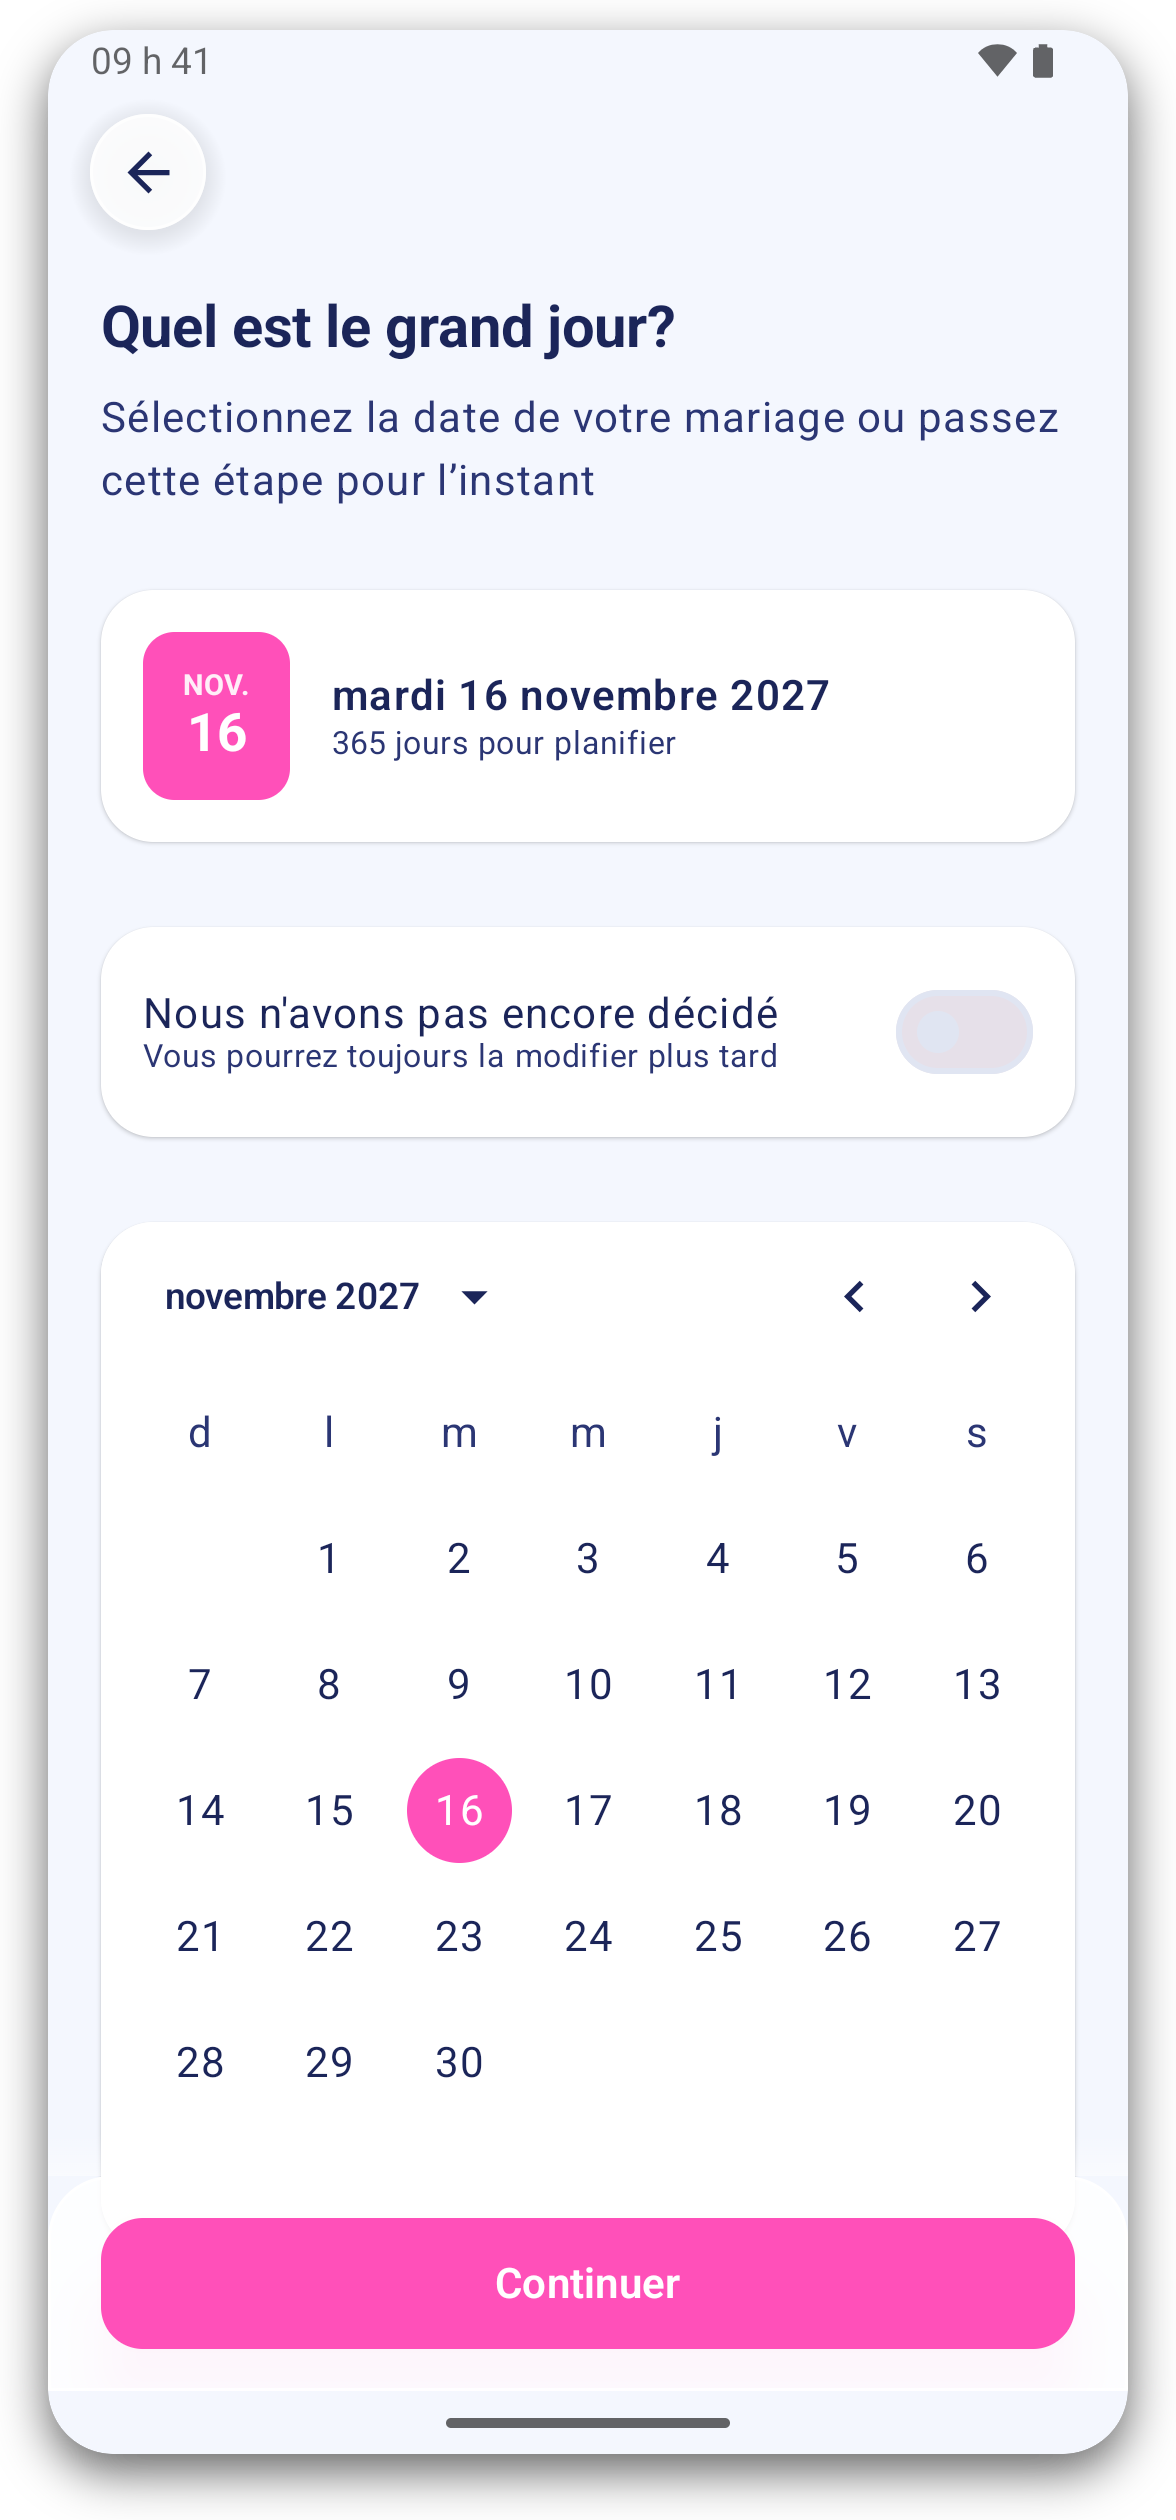 09 h 41
Quel est le grand jour?
Sélectionnez la date de votre mariage ou passez
cette étape pour l’instant
NOV.
16
mardi 16 novembre 2027
365 jours pour planifier
Nous n'avons pas encore décidé
Vous pourrez toujours la modifier plus tard
novembre 2027
d l m m j v s
1 2 3 4 5 6
7 8 9 10 11 12 13
14 15 16 17 18 19 20
21 22 23 24 25 26 27
28 29 30
Continuer